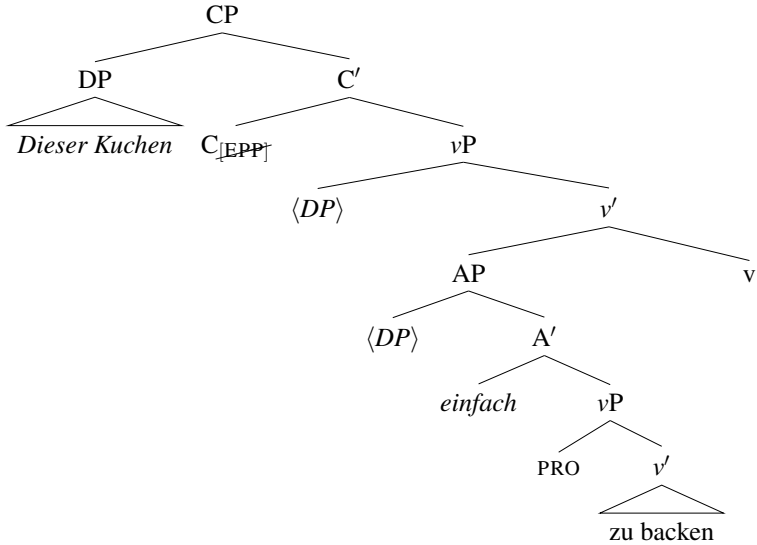 CP
DP C′
Dieser Kuchen C[EPP] vP
⟨DP⟩ v′
AP v
⟨DP⟩ A′
einfach vP
PRO v′
zu backen